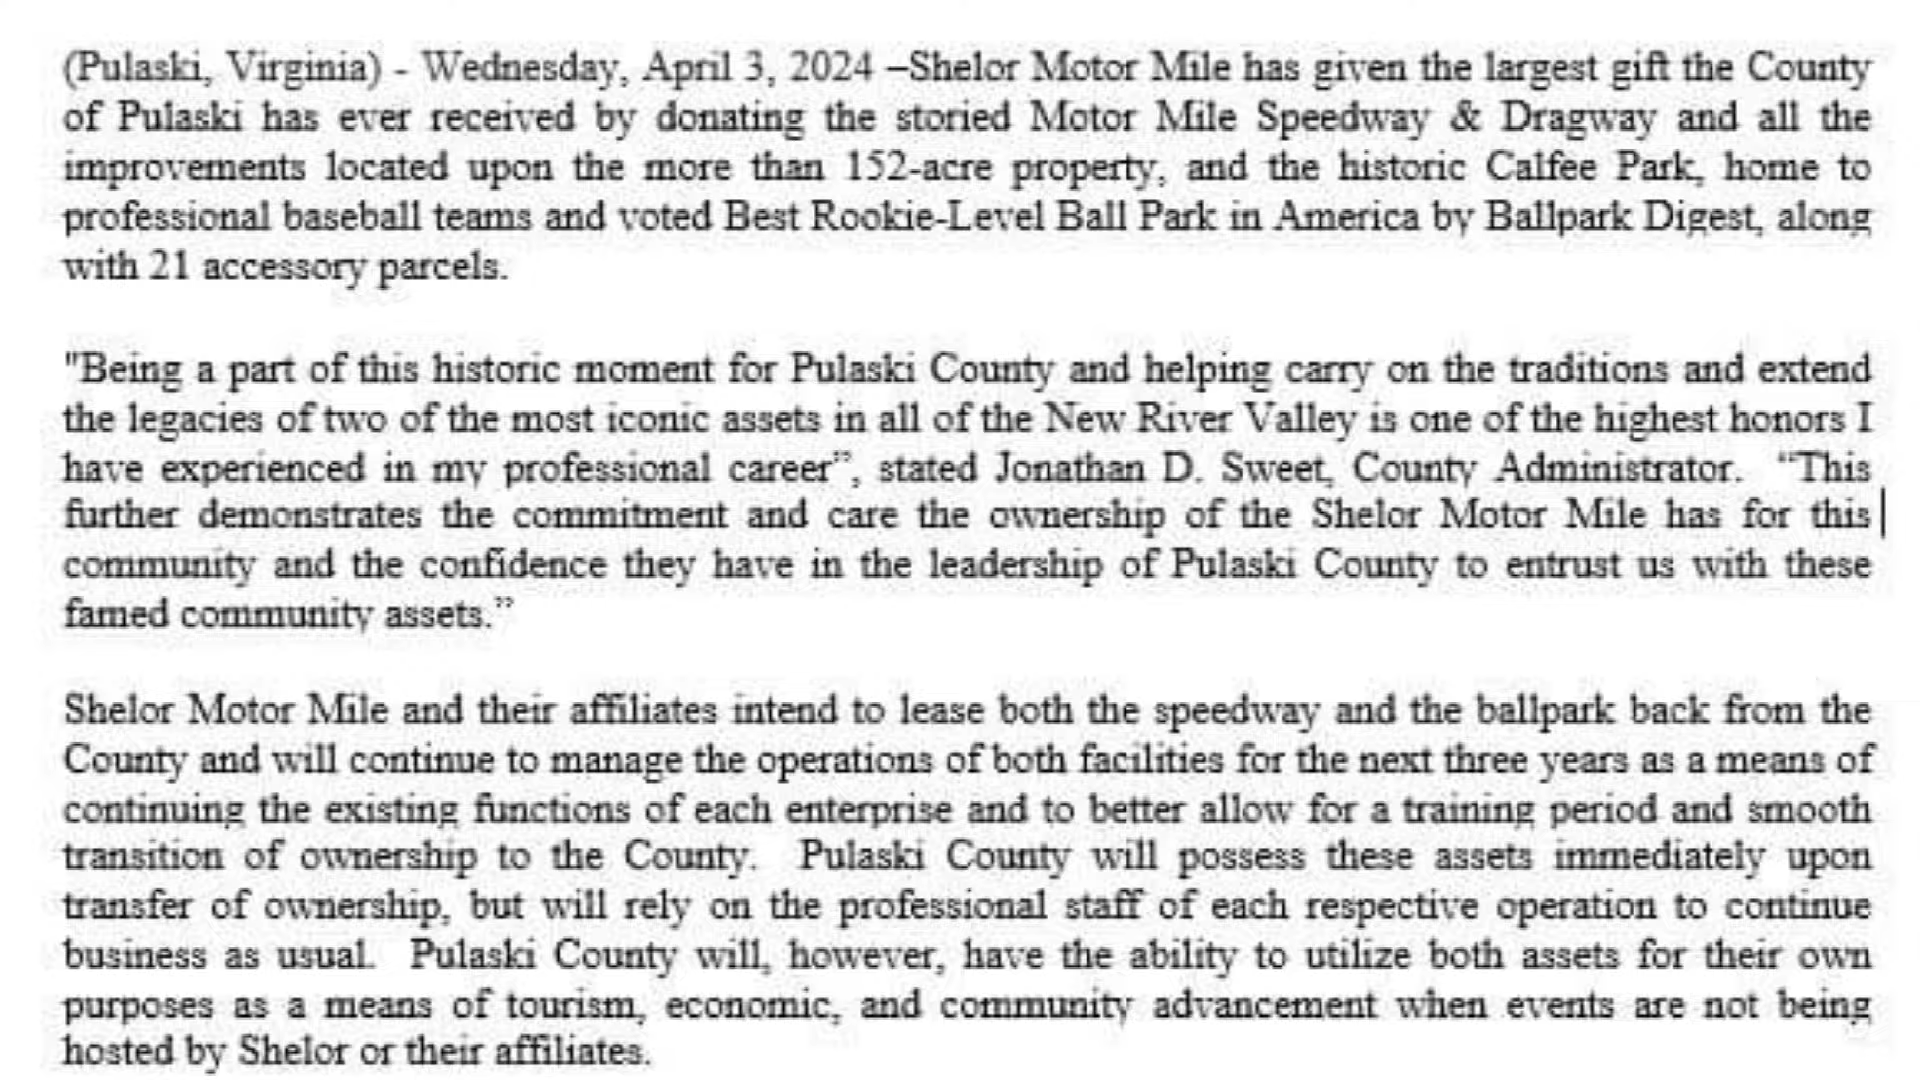 (Pulaski, Virginia) - Wednesday, April 3, 2024 –Shelor Motor Mile has given the largest gift the County
of Pulaski has ever received by donating the storied Motor Mile Speedway & Dragway and all the
improvements located upon the more than 152-acre property, and the historic Calfee Park, home to
professional baseball teams and voted Best Rookie-Level Ball Park in America by Ballpark Digest, along
with 21 accessory parcels.
"Being a part of this historic moment for Pulaski County and helping carry on the traditions and extend
the legacies of two of the most iconic assets in all of the New River Valley is one of the highest honors I
have experienced in my professional career”, stated Jonathan D. Sweet, County Administrator. “This
further demonstrates the commitment and care the ownership of the Shelor Motor Mile has for this
community and the confidence they have in the leadership of Pulaski County to entrust us with these
famed community assets.”
Shelor Motor Mile and their affiliates intend to lease both the speedway and the ballpark back from the
County and will continue to manage the operations of both facilities for the next three years as a means of
continuing the existing functions of each enterprise and to better allow for a training period and smooth
transition of ownership to the County. Pulaski County will possess these assets immediately upon
transfer of ownership, but will rely on the professional staff of each respective operation to continue
business as usual. Pulaski County will, however, have the ability to utilize both assets for their own
purposes as a means of tourism, economic, and community advancement when events are not being
hosted by Shelor or their affiliates.